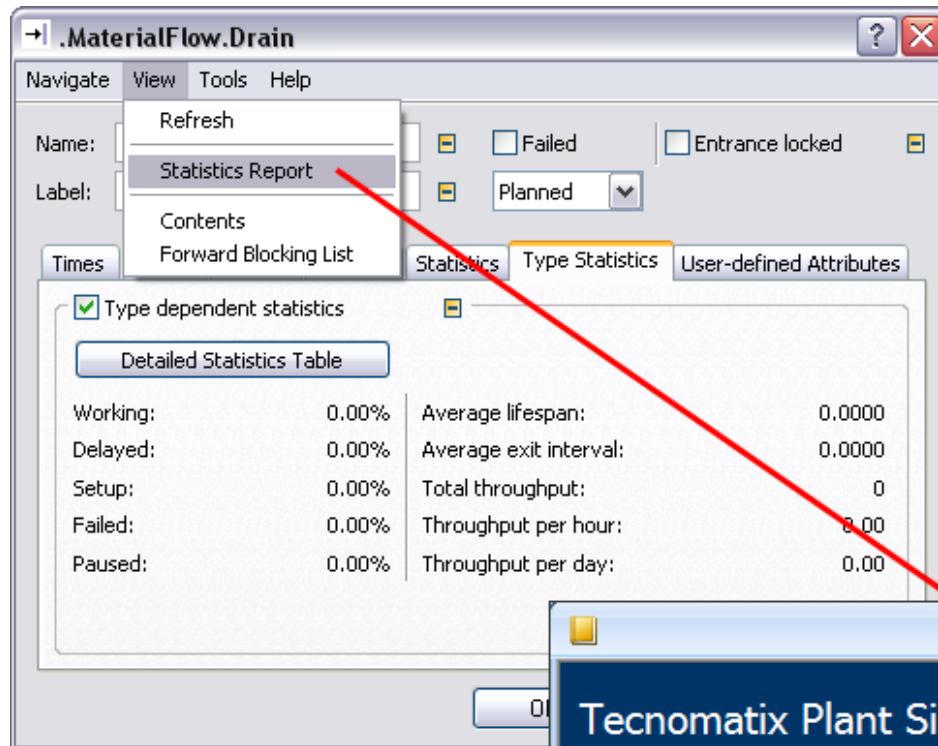 .MaterialFlow.Drain
Navigate View Tools Help
Refresh
Name: Failed Entrance locked
Statistics Report
Label: Planned
Contents
Forward Blocking List
Times Statistics Type Statistics User-defined Attributes
Type dependent statistics
Detailed Statistics Table
Working: 0.00% Average lifespan: 0.0000
Delayed: 0.00% Average exit interval: 0.0000
Setup: 0.00% Total throughput: 0
Failed: 0.00% Throughput per hour: 0.00
Paused: 0.00% Throughput per day: 0.00
Tecnomatix Plant Si